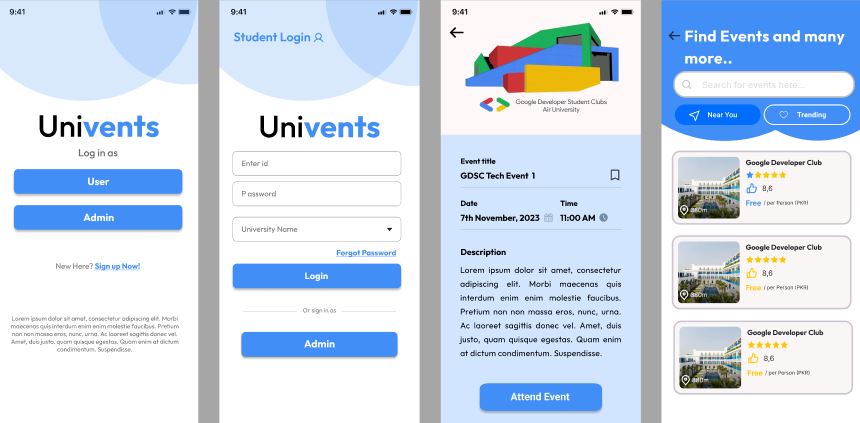 9:41
Univents
Log in as
User
Admin
New Here? Sign up Now!
Lorem ipsum dolor sit amet, consectetur adipiscing elit. Morbi
maecenas quis interdum enim enim molestie faucibus. Pretium
non non massa eros, nunc, urna. Ac laoreet sagittis donec vel.
Amet, duis justo, quam quisque egestas. Quam enim at dictum
condimentum. Suspendisse.
9:41
Student Login
Univents
Enter id
Password
University Name
Forgot Password
Login
Or sign in as
Admin
9:41
Google Developer Student Clubs
Air University
Event title
GDSC Tech Event 1
Date
Time
7th November, 2023
11:00 AM
Description
Lorem ipsum dolor sit amet, consectetur
adipiscing elit. Morbi maecenas quis
interdum enim enim molestie faucibus.
Pretium non non massa eros, nunc, urna.
Ac laoreet sagittis donec vel. Amet, duis
justo, quam quisque egestas. Quam enim
at dictum condimentum. Suspendisse.
Attend Event
9:41
Find Events and many
more..
Search for events here...
Near You
Trending
Google Developer Club
8,6
Free / per Person (PKR)
880m
Google Developer Club
8,6
Free / per Person (PKR)
880m
Google Developer Club
8,6
Free / per Person (PKR)
880m